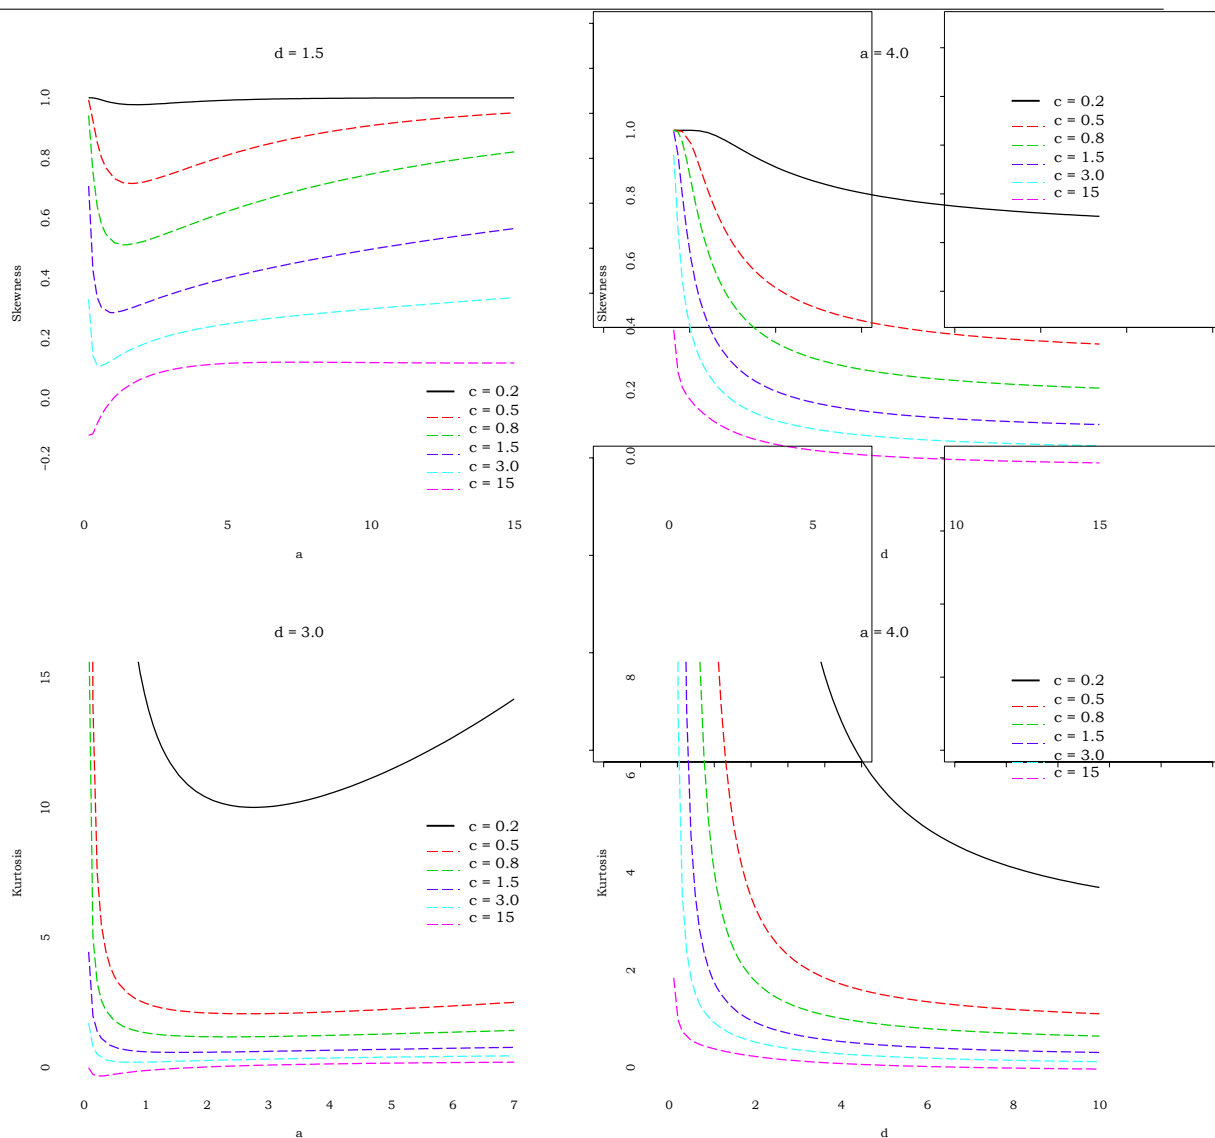 d = 1.5
Skewness
1.0
0.8
0.6
0.4
0.2
0.0
−0.2
c = 0.2
c = 0.5
c = 0.8
c = 1.5
c = 3.0
c = 15
0 5 10 15
a
a = 4.0
Skewness
1.0
0.8
0.6
0.4
0.2
0.0
c = 0.2
c = 0.5
c = 0.8
c = 1.5
c = 3.0
c = 15
0 5 10 15
d
d = 3.0
Kurtosis
15
10
5
0
c = 0.2
c = 0.5
c = 0.8
c = 1.5
c = 3.0
c = 15
0 1 2 3 4 5 6 7
a
a = 4.0
Kurtosis
8
6
4
2
0
c = 0.2
c = 0.5
c = 0.8
c = 1.5
c = 3.0
c = 15
0 2 4 6 8 10
d